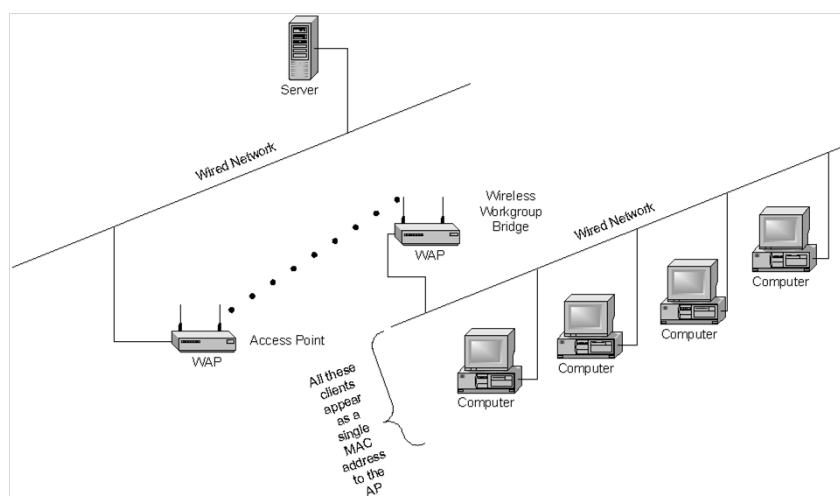 Server
Wired Network
Wireless
Workgroup
Bridge
WAP
Wired Network
Computer
Computer
Computer
Computer
Access Point
WAP
All these
clients
appear
as a
single
MAC
address
to the
AP